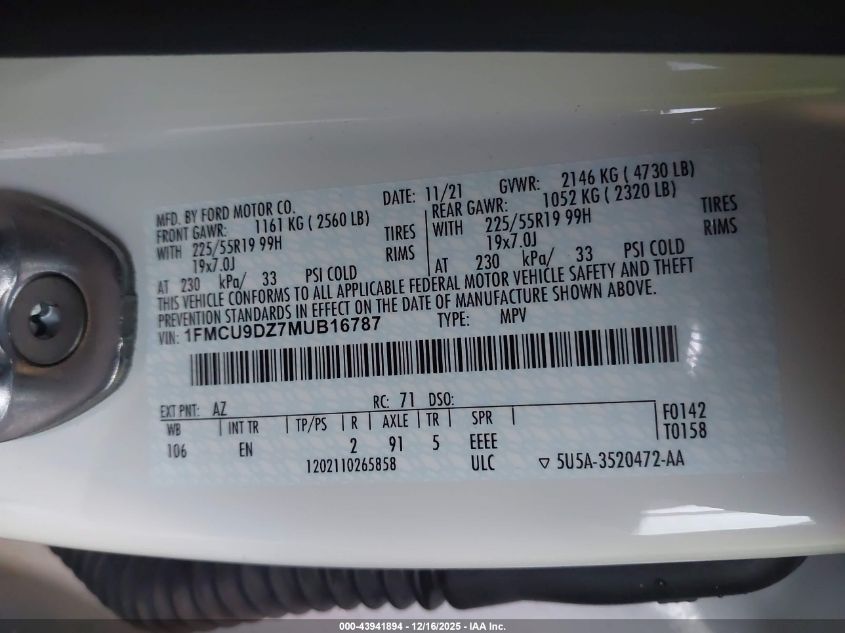 MFD. BY FORD MOTOR CO. DATE: 11/21 GVWR: 2146 KG ( 4730 LB)
FRONT GAWR: 1161 KG ( 2560 LB) REAR GAWR: 1052 KG ( 2320 LB)
WITH 225/55R19 99H TIRES WITH 225/55R19 99H TIRES
19x7.0J RIMS 19x7.0J RIMS
AT 230 kPa/ 33 PSI COLD AT 230 kPa/ 33 PSI COLD
THIS VEHICLE CONFORMS TO ALL APPLICABLE FEDERAL MOTOR VEHICLE SAFETY AND THEFT
PREVENTION STANDARDS IN EFFECT ON THE DATE OF MANUFACTURE SHOWN ABOVE.
VIN: 1FMCU9DZ7MUB16787 TYPE: MPV
EXT PNT: AZ RC: 71 DSO:
WB INT TR TP/PS R AXLE TR SPR F0142
106 EN 2 91 5 EEEE T0158
1202110265858 ULC ▽ 5U5A-3520472-AA
000-43941894 - 12/16/2025 - IAA Inc.